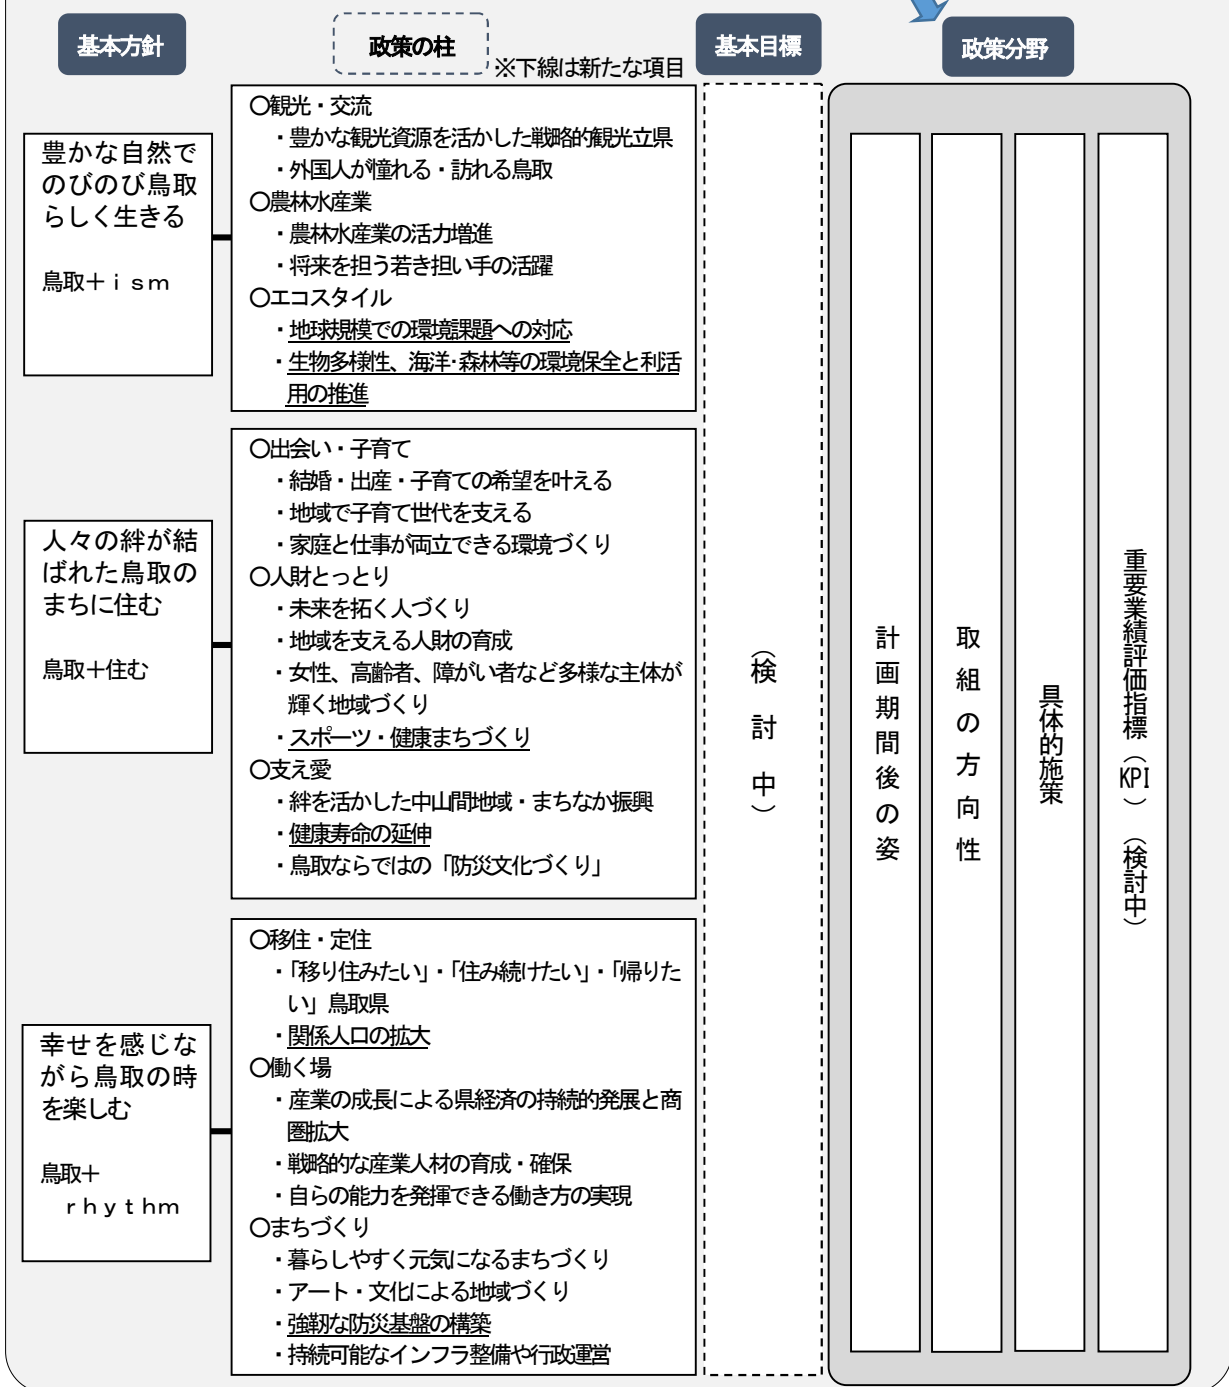 基本方針
政策の柱
※下線は新たな項目
基本目標
政策分野
豊かな自然で
のびのび鳥取
らしく生きる
鳥取+ism
〇観光・交流
・豊かな観光資源を活かした戦略的観光立県
・外国人が憧れる・訪れる鳥取
〇農林水産業
・農林水産業の活力増進
・将来を担う若き担い手の活躍
〇エコスタイル
・地球規模での環境課題への対応
・生物多様性、海洋・森林等の環境保全と利活
用の推進
人々の絆が結
ばれた鳥取の
まちに住む
鳥取+住む
〇出会い・子育て
・結婚・出産・子育ての希望を叶える
・地域で子育て世代を支える
・家庭と仕事が両立できる環境づくり
〇人財とっとり
・未来を拓く人づくり
・地域を支える人財の育成
・女性、高齢者、障がい者など多様な主体が
輝く地域づくり
・スポーツ・健康まちづくり
〇支え愛
・絆を活かした中山間地域・まちなか振興
・健康寿命の延伸
・鳥取ならではの「防災文化づくり」
幸せを感じな
がら鳥取の時
を楽しむ
鳥取+
rhythm
〇移住・定住
・「移り住みたい」・「住み続けたい」・「帰りた
い」鳥取県
・関係人口の拡大
〇働く場
・産業の成長による県経済の持続的発展と商
圏拡大
・戦略的な産業人材の育成・確保
・自らの能力を発揮できる働き方の実現
〇まちづくり
・暮らしやすく元気になるまちづくり
・アート・文化による地域づくり
・強靭な防災基盤の構築
・持続可能なインフラ整備や行政運営
(検討中)
計画期間後の姿
取組の方向性
具体的施策
重要業績評価指標(KPI)(検討中)